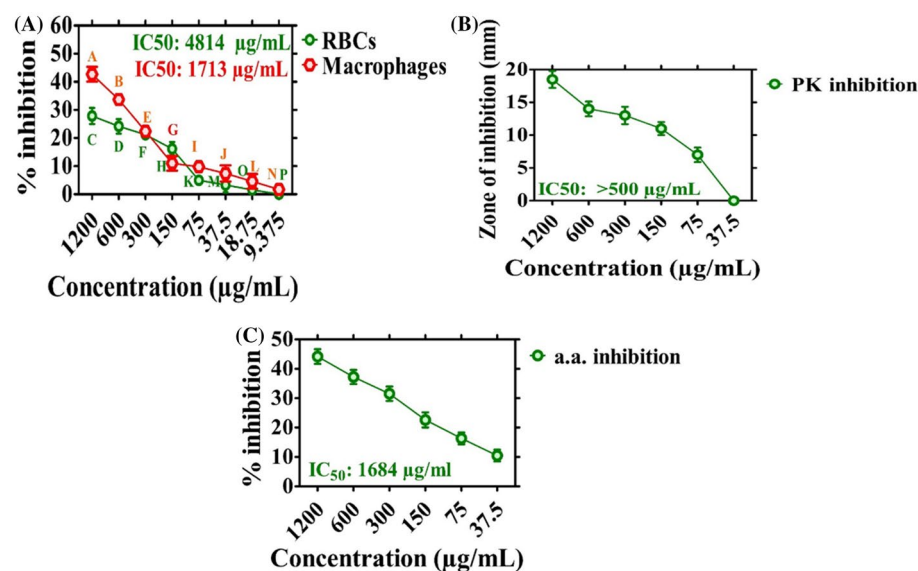 (A)
60
50
40
30
20
10
0
% inhibition
IC50: 4814 µg/mL
IC50: 1713 µg/mL
RBCs
Macrophages
A
B
C
D
E
F
G
H
I
K
J
M
O
L
N
P
1200
600
300
150
75
37.5
18.75
9.375
Concentration (µg/mL)
(B)
20
15
10
5
0
Zone of inhibition (mm)
IC50: >500 µg/mL
PK inhibition
1200
600
300
150
75
37.5
Concentration (µg/mL)
(C)
50
40
30
20
10
0
% inhibition
IC50: 1684 µg/ml
a.a. inhibition
1200
600
300
150
75
37.5
Concentration (µg/mL)